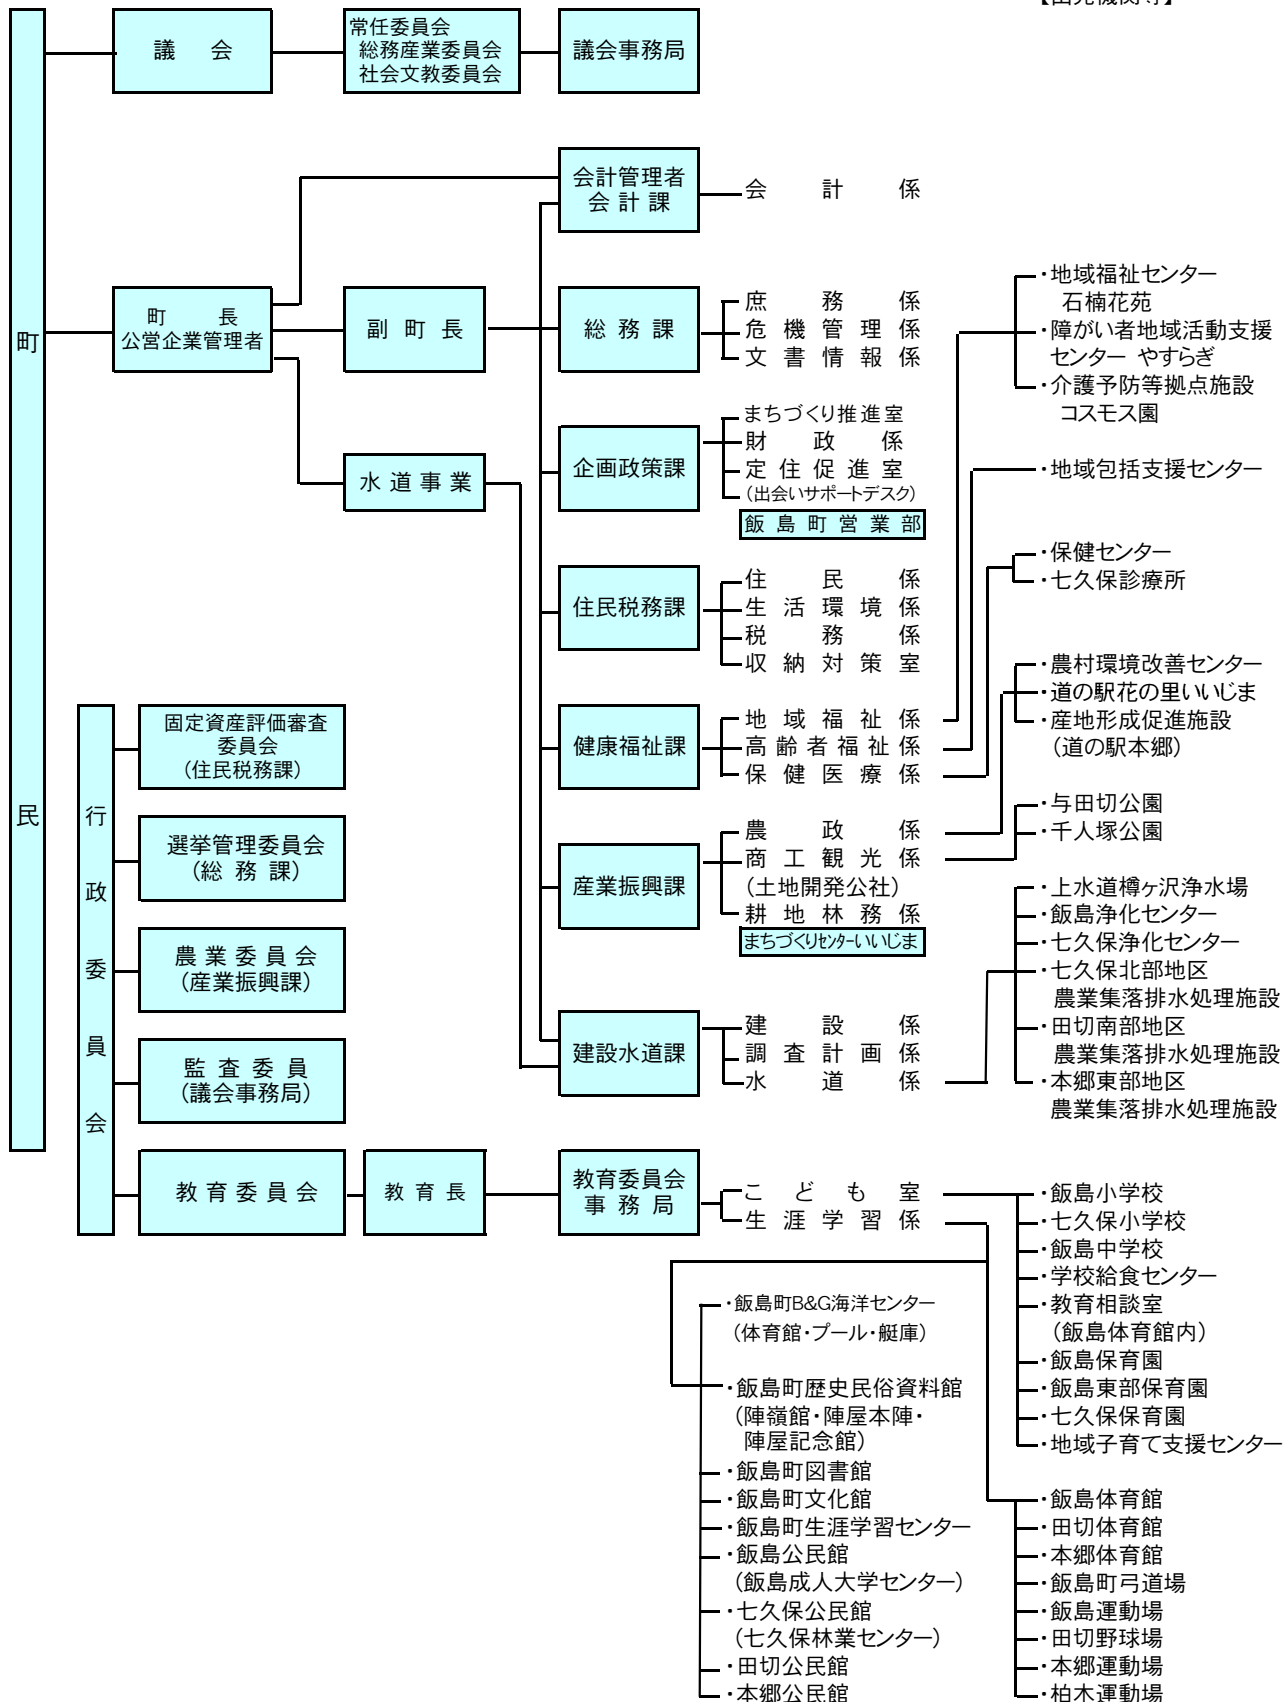 【出先機関等】
町民
議会
常任委員会
総務産業委員会
社会文教委員会
議会事務局
会計管理者
会計課
会計係
町長
公営企業管理者
副町長
総務課
庶務係
危機管理係
文書情報係
水道事業
企画政策課
まちづくり推進室
財政係
定住促進室
(出会いサポートデスク)
飯島町営業部
住民税務課
住民係
生活環境係
税務係
収納対策室
健康福祉課
地域福祉係
高齢者福祉係
保健医療係
産業振興課
農政係
商工観光係
(土地開発公社)
耕地林務係
まちづくりセンターいいじま
建設水道課
建設係
調査計画係
水道係
・地域福祉センター
石楠花苑
・障がい者地域活動支援
センター やすらぎ
・介護予防等拠点施設
コスモス園
・地域包括支援センター
・保健センター
・七久保診療所
・農村環境改善センター
・道の駅花の里いいじま
・産地形成促進施設
(道の駅本郷)
・与田切公園
・千人塚公園
・上水道樽ヶ沢浄水場
・飯島浄化センター
・七久保浄化センター
・七久保北部地区
農業集落排水処理施設
・田切南部地区
農業集落排水処理施設
・本郷東部地区
農業集落排水処理施設
行政委員会
固定資産評価審査
委員会
(住民税務課)
選挙管理委員会
(総務課)
農業委員会
(産業振興課)
監査委員
(議会事務局)
教育委員会
教育長
教育委員会
事務局
こども室
生涯学習係
・飯島小学校
・七久保小学校
・飯島中学校
・学校給食センター
・教育相談室
(飯島体育館内)
・飯島保育園
・飯島東部保育園
・七久保保育園
・地域子育て支援センター
・飯島町B&G海洋センター
(体育館・プール・艇庫)
・飯島町歴史民俗資料館
(陣嶺館・陣屋本陣・
陣屋記念館)
・飯島町図書館
・飯島町文化館
・飯島町生涯学習センター
・飯島公民館
(飯島成人大学センター)
・七久保公民館
(七久保林業センター)
・田切公民館
・本郷公民館
・飯島体育館
・田切体育館
・本郷体育館
・飯島町弓道場
・飯島運動場
・田切野球場
・本郷運動場
・柏木運動場